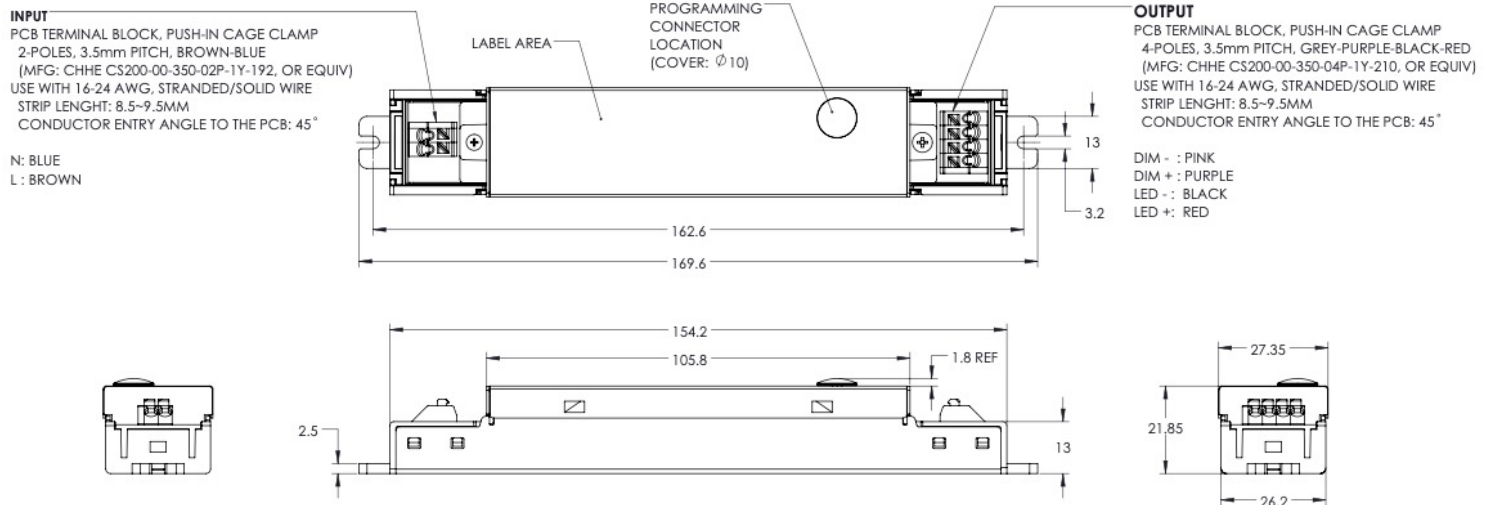 INPUT
PCB TERMINAL BLOCK, PUSH-IN CAGE CLAMP
2-POLES, 3.5mm PITCH, BROWN-BLUE
(MFG: CHHE CS200-00-350-02P-1Y-192, OR EQUIV)
USE WITH 16-24 AWG, STRANDED/SOLID WIRE
STRIP LENGHT: 8.5~9.5MM
CONDUCTOR ENTRY ANGLE TO THE PCB: 45°
N: BLUE
L : BROWN
LABEL AREA
PROGRAMMING
CONNECTOR
LOCATION
(COVER: ∅10)
OUTPUT
PCB TERMINAL BLOCK, PUSH-IN CAGE CLAMP
4-POLES, 3.5mm PITCH, GREY-PURPLE-BLACK-RED
(MFG: CHHE CS200-00-350-04P-1Y-210, OR EQUIV)
USE WITH 16-24 AWG, STRANDED/SOLID WIRE
STRIP LENGHT: 8.5~9.5MM
CONDUCTOR ENTRY ANGLE TO THE PCB: 45°
DIM - : PINK
DIM + : PURPLE
LED - : BLACK
LED +: RED
13
3.2
162.6
169.6
154.2
105.8
1.8 REF
2.5
13
27.35
21.85
26.2